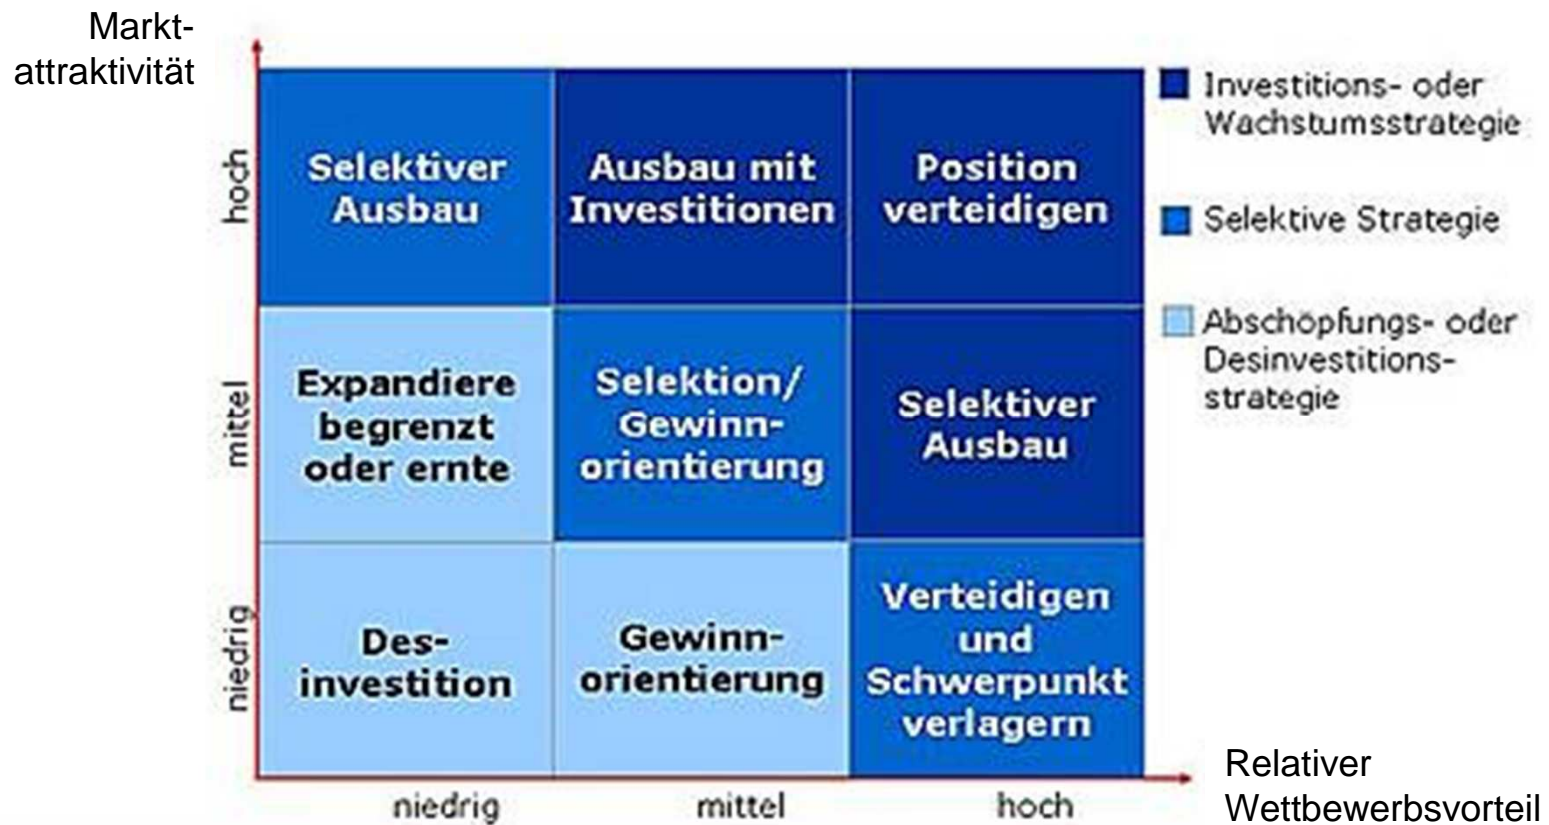 Markt-
attraktivität
hoch
Selektiver
Ausbau
Ausbau mit
Investitionen
Position
verteidigen
mittel
Expandiere
begrenzt
oder ernte
Selektion/
Gewinn-
orientierung
Selektiver
Ausbau
niedrig
Des-
investition
Gewinn-
orientierung
Verteidigen
und
Schwerpunkt
verlagern
niedrig
mittel
hoch
Relativer
Wettbewerbsvorteil
Investitions- oder
Wachstumsstrategie
Selektive Strategie
Abschöpfungs- oder
Desinvestitions-
strategie